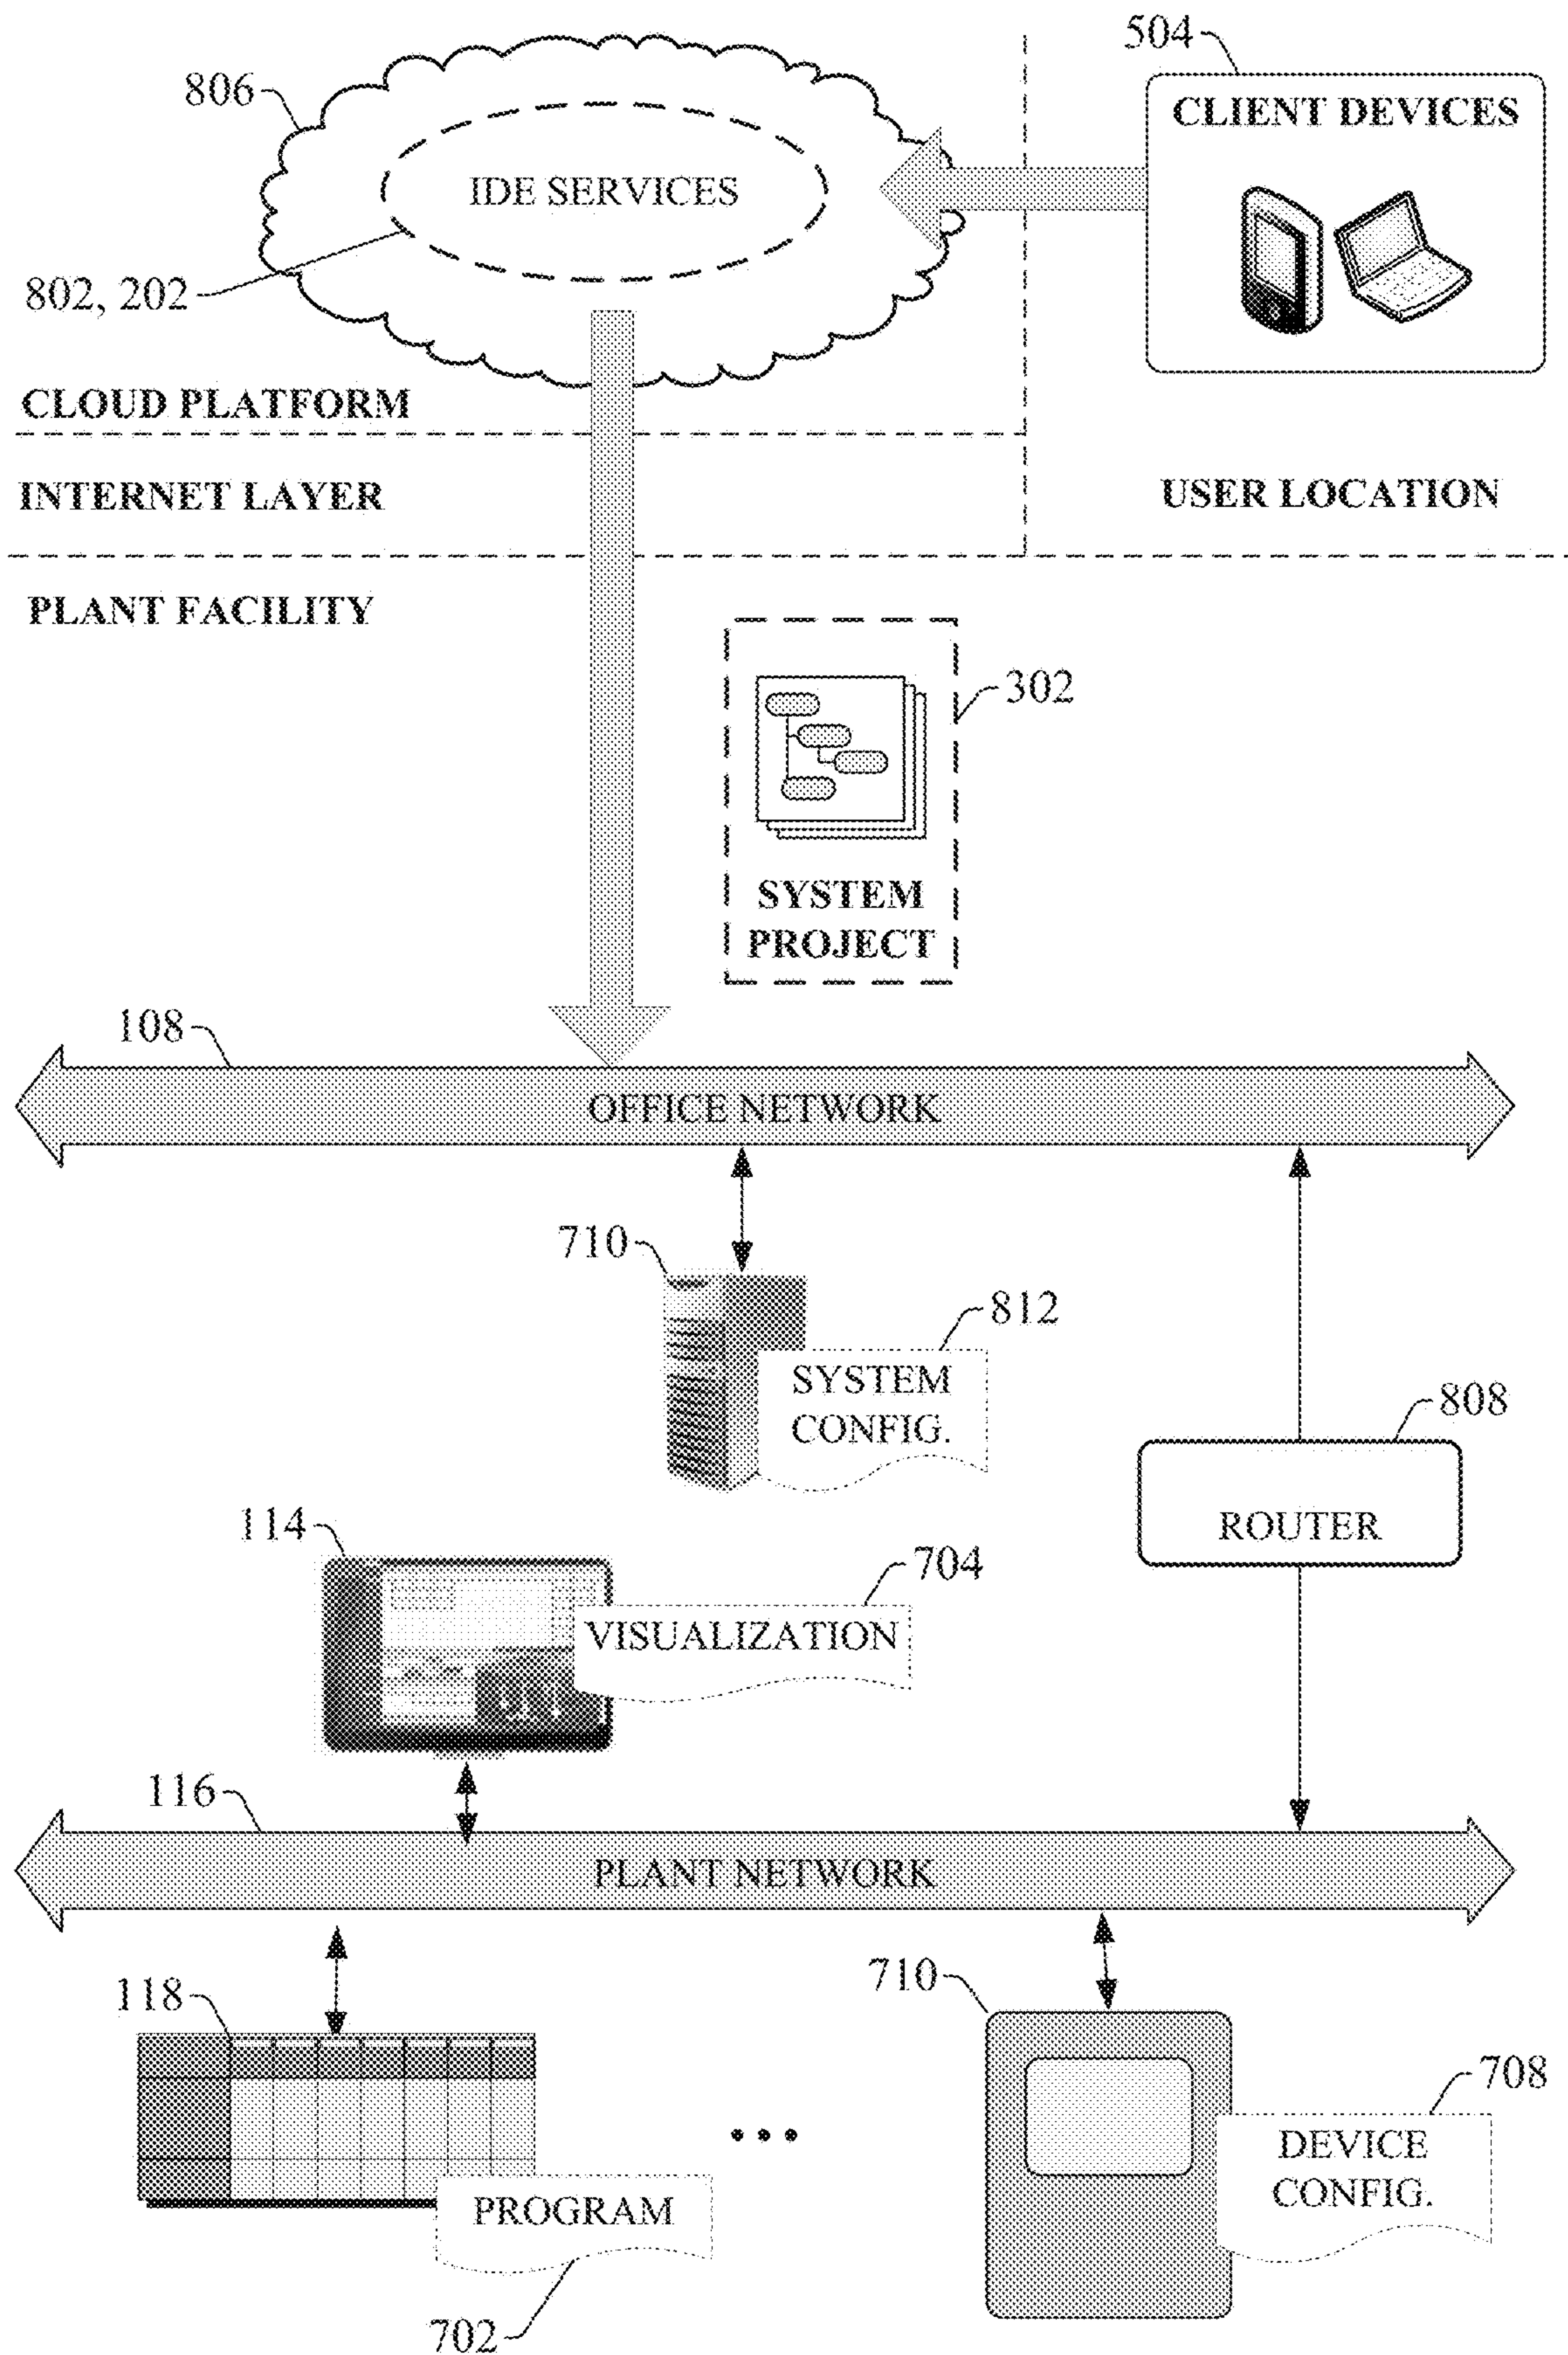 504
CLIENT DEVICES
806
IDE SERVICES
802, 202
CLOUD PLATFORM
INTERNET LAYER
USER LOCATION
PLANT FACILITY
302
SYSTEM
PROJECT
108
OFFICE NETWORK
710
812
SYSTEM
CONFIG.
808
ROUTER
114
704
VISUALIZATION
116
PLANT NETWORK
118
710
708
DEVICE
CONFIG.
PROGRAM
702